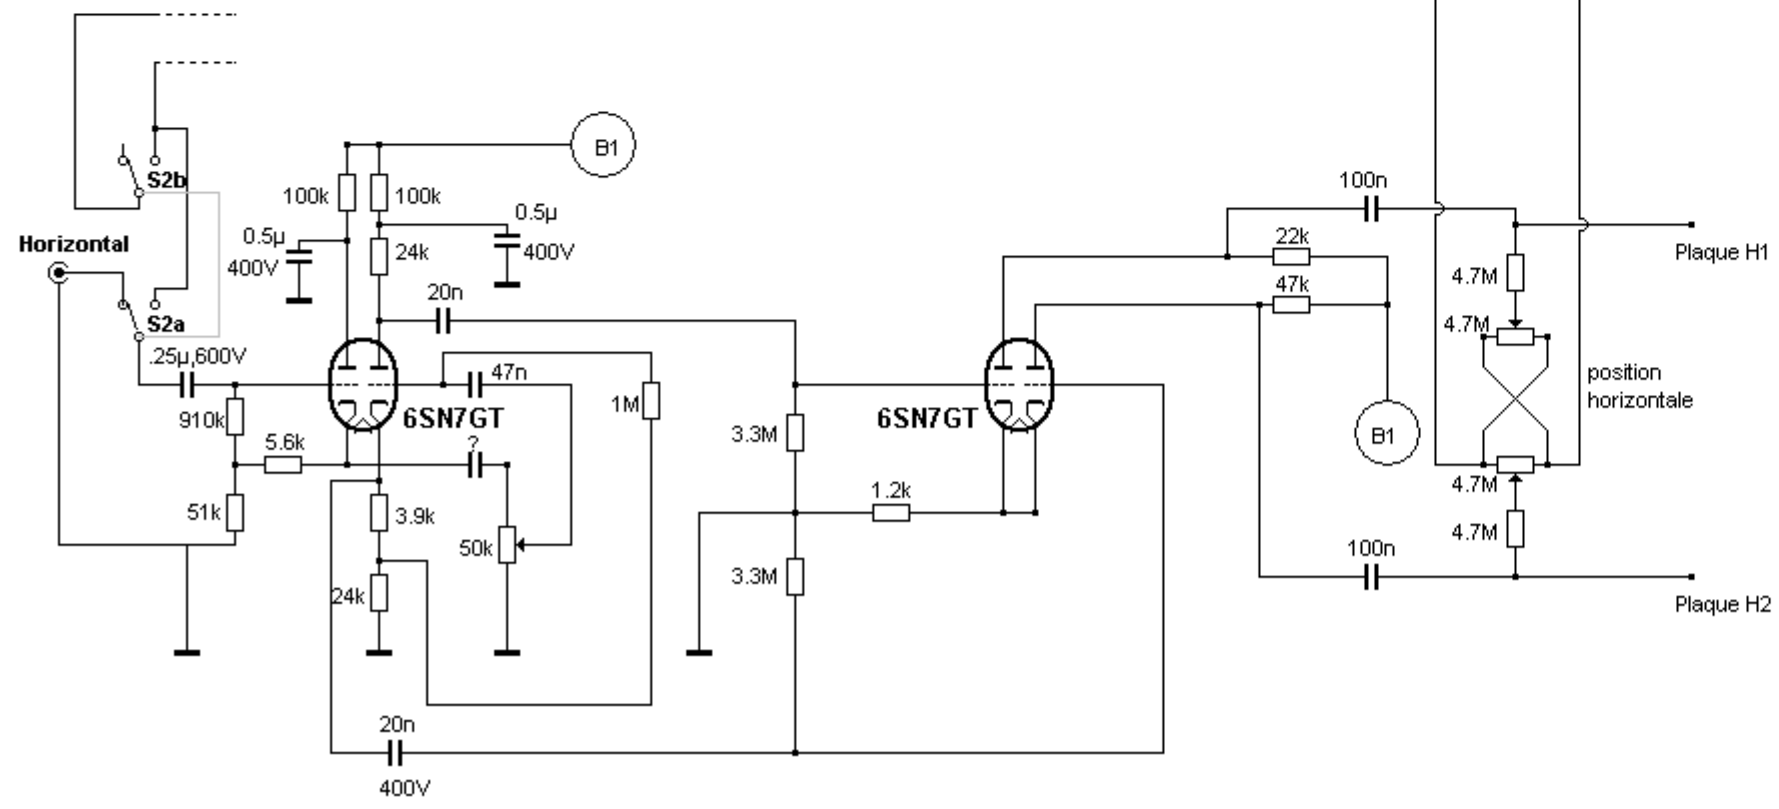 B1
S2b
100k
100k
100n
0.5µ
400V
Horizontal
0.5µ
400V
24k
22k
Plaque H1
47k
4.7M
20n
S2a
4.7M
.25µ,600V
47n
position
horizontale
1M
910k
6SN7GT
6SN7GT
3.3M
B1
5.6k
?
4.7M
1.2k
51k
3.9k
50k
4.7M
100n
3.3M
24k
Plaque H2
20n
400V